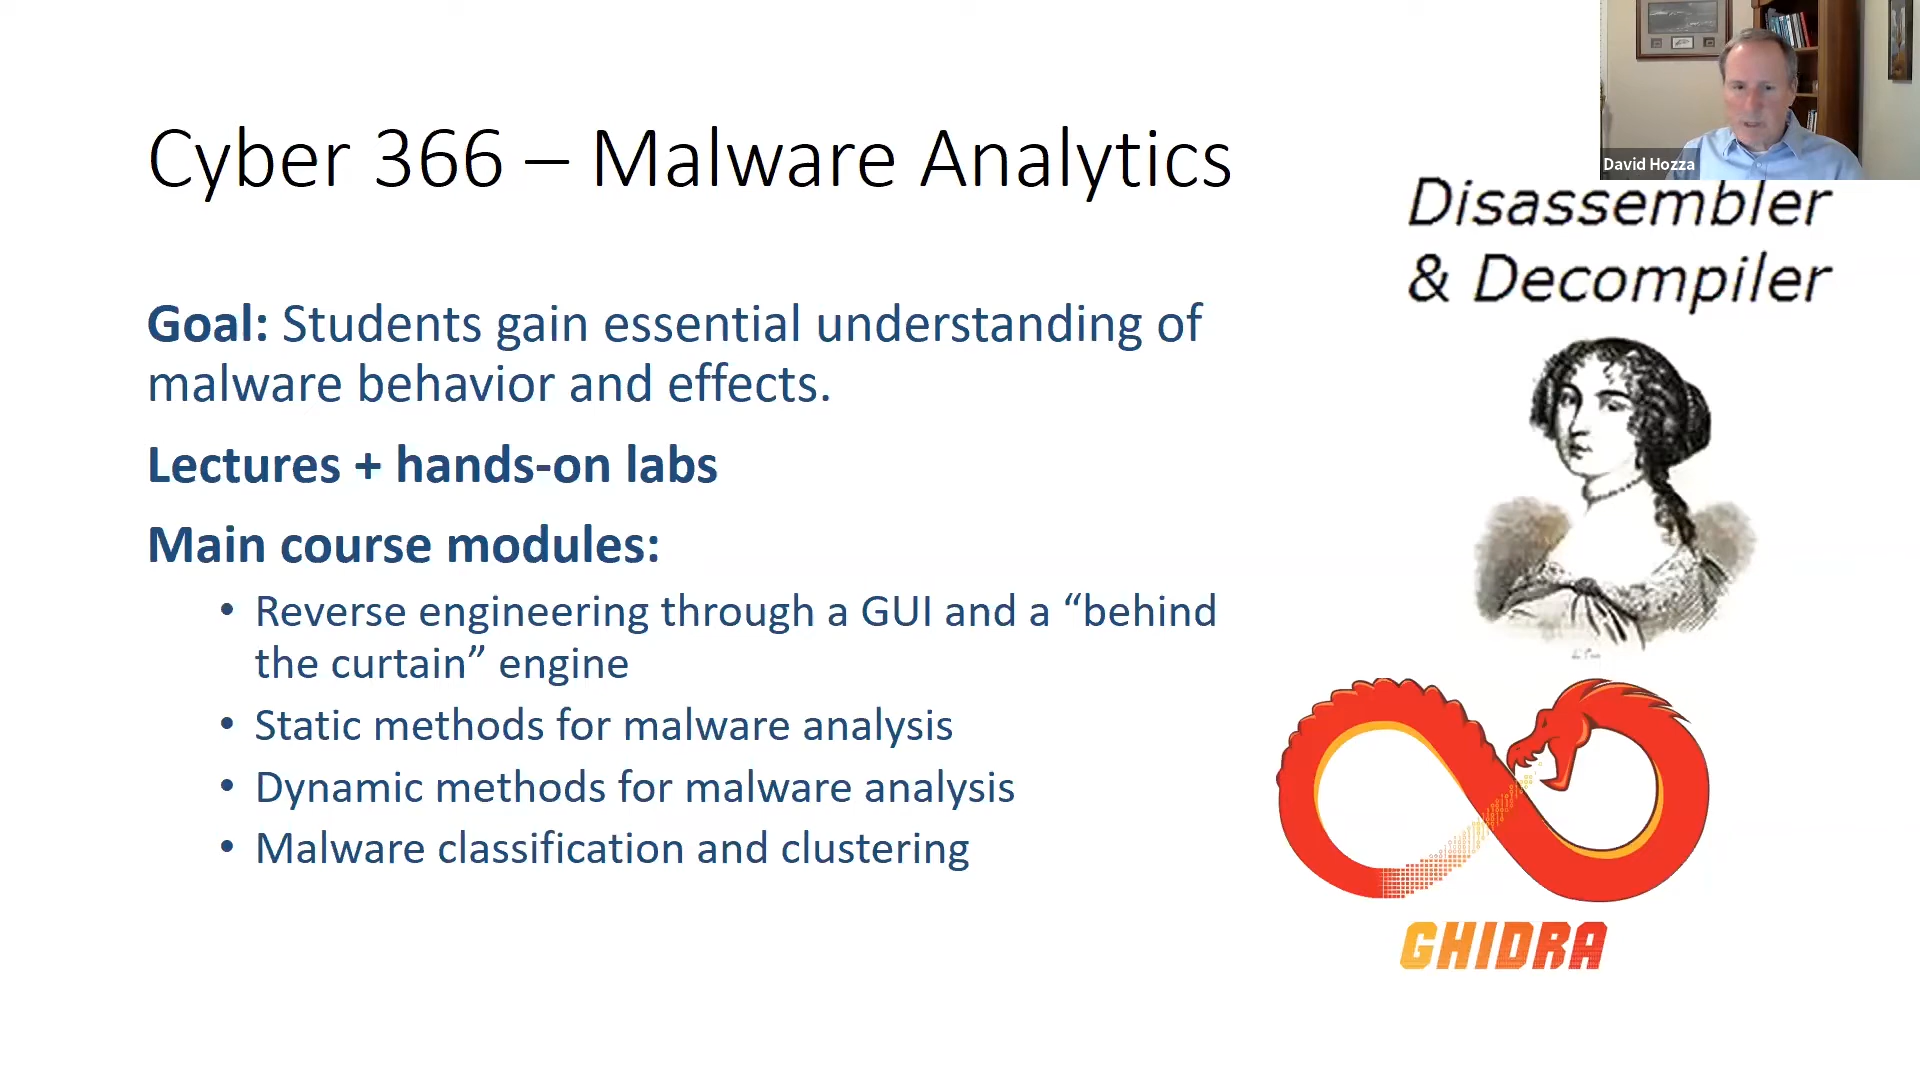 Cyber 366 – Malware Analytics
David Hozza
Disassembler
& Decompiler
Goal: Students gain essential understanding of
malware behavior and effects.
Lectures + hands-on labs
Main course modules:
• Reverse engineering through a GUI and a “behind
the curtain” engine
• Static methods for malware analysis
• Dynamic methods for malware analysis
• Malware classification and clustering
GHIDRA